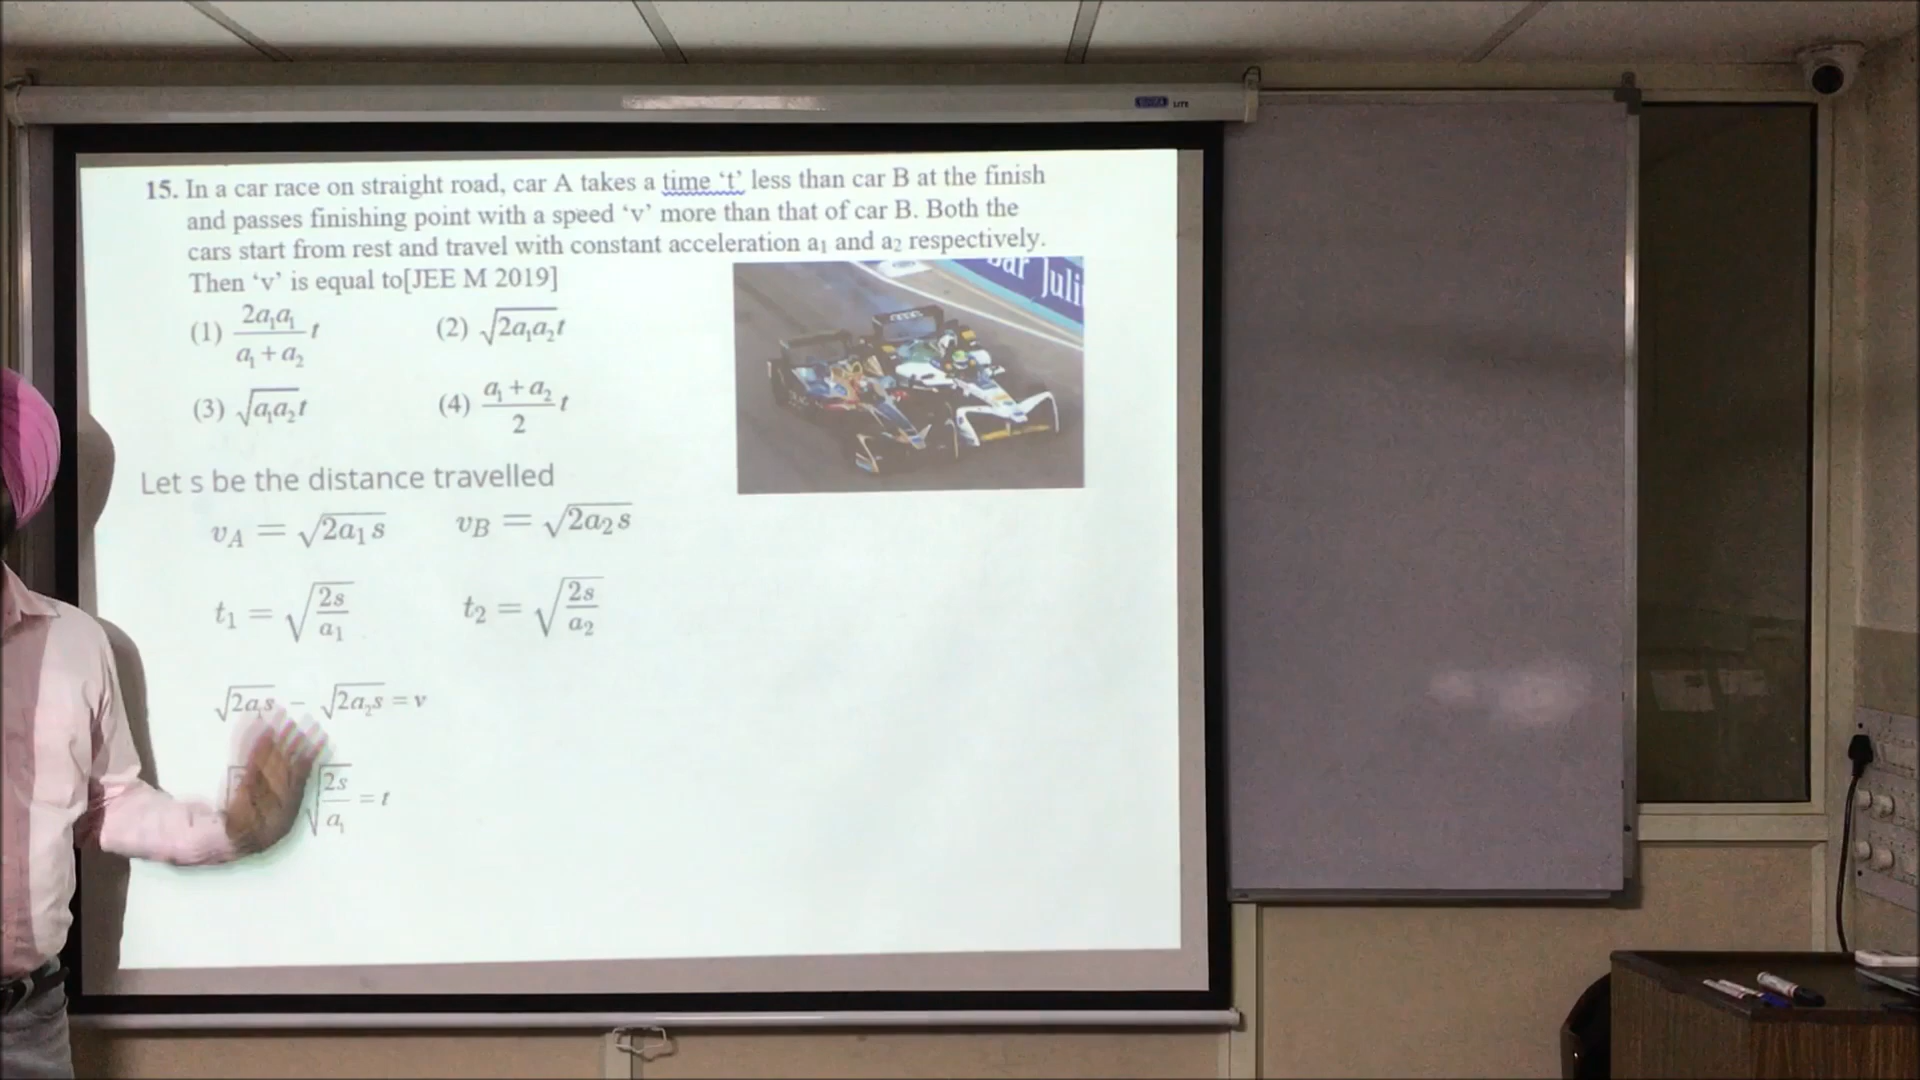 LITE
15. In a car race on straight road, car A takes a time ‘t’ less than car B at the finish
and passes finishing point with a speed ‘v’ more than that of car B. Both the
cars start from rest and travel with constant acceleration a₁ and a₂ respectively.
Then ‘v’ is equal to[JEE M 2019]
(1) 2a₁a₁ / a₁ + a₂ t (2) √2a₁a₂ t
(3) √a₁a₂ t (4) a₁ + a₂ / 2 t
Juli
Let s be the distance travelled
v_A = √2a₁s v_B = √2a₂s
t₁ = √2s/a₁ t₂ = √2s/a₂
√2a₁s − √2a₂s = v
√2s/a₁ = t